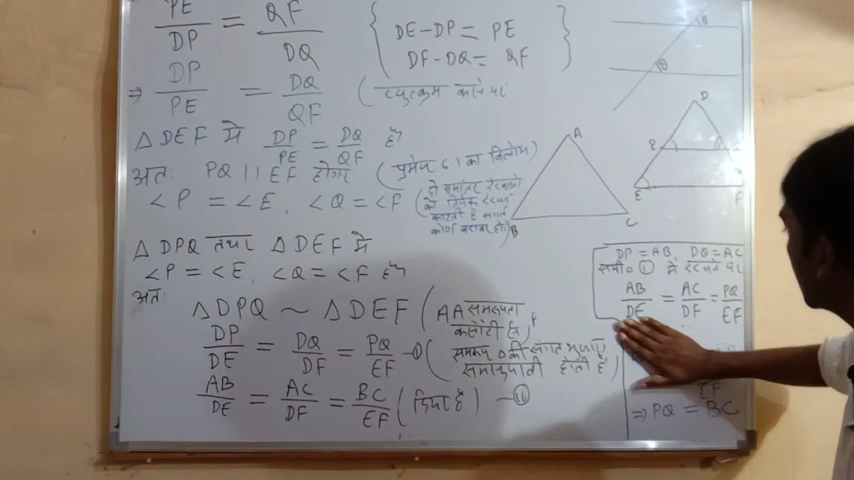 PE/DP = QF/DQ { DE-DP = PE
DF-DQ = QF }
⇒ DP/PE = DQ/QF (व्युत्क्रम करने पर
△DEF में DP/PE = DQ/QF है
अतः PQ || EF होगा (प्रमेय 6.1 का विलोम)
∠P = ∠E, ∠Q = ∠F (दो समांतर रेखाओं
को तिर्यक रेखा
काटती है संगत
कोण बराबर होंगे)
△DPQ तथा △DEF में
∠P = ∠E, ∠Q = ∠F है
अतः
△DPQ ~ △DEF (AA समरूपता
कसौटी से)
DP/DE = DQ/DF = PQ/EF -① (समरूप △ की संगत भुजाएं
समानुपाती होती है)
AB/DE = AC/DF = BC/EF (दिया है) -⑪
A
B
C
D
P
E
F
DP = AB, DQ = AC
समी० ① में रखने पर
AB/DE = AC/DF = PQ/EF
EF
⇒ PQ = BC